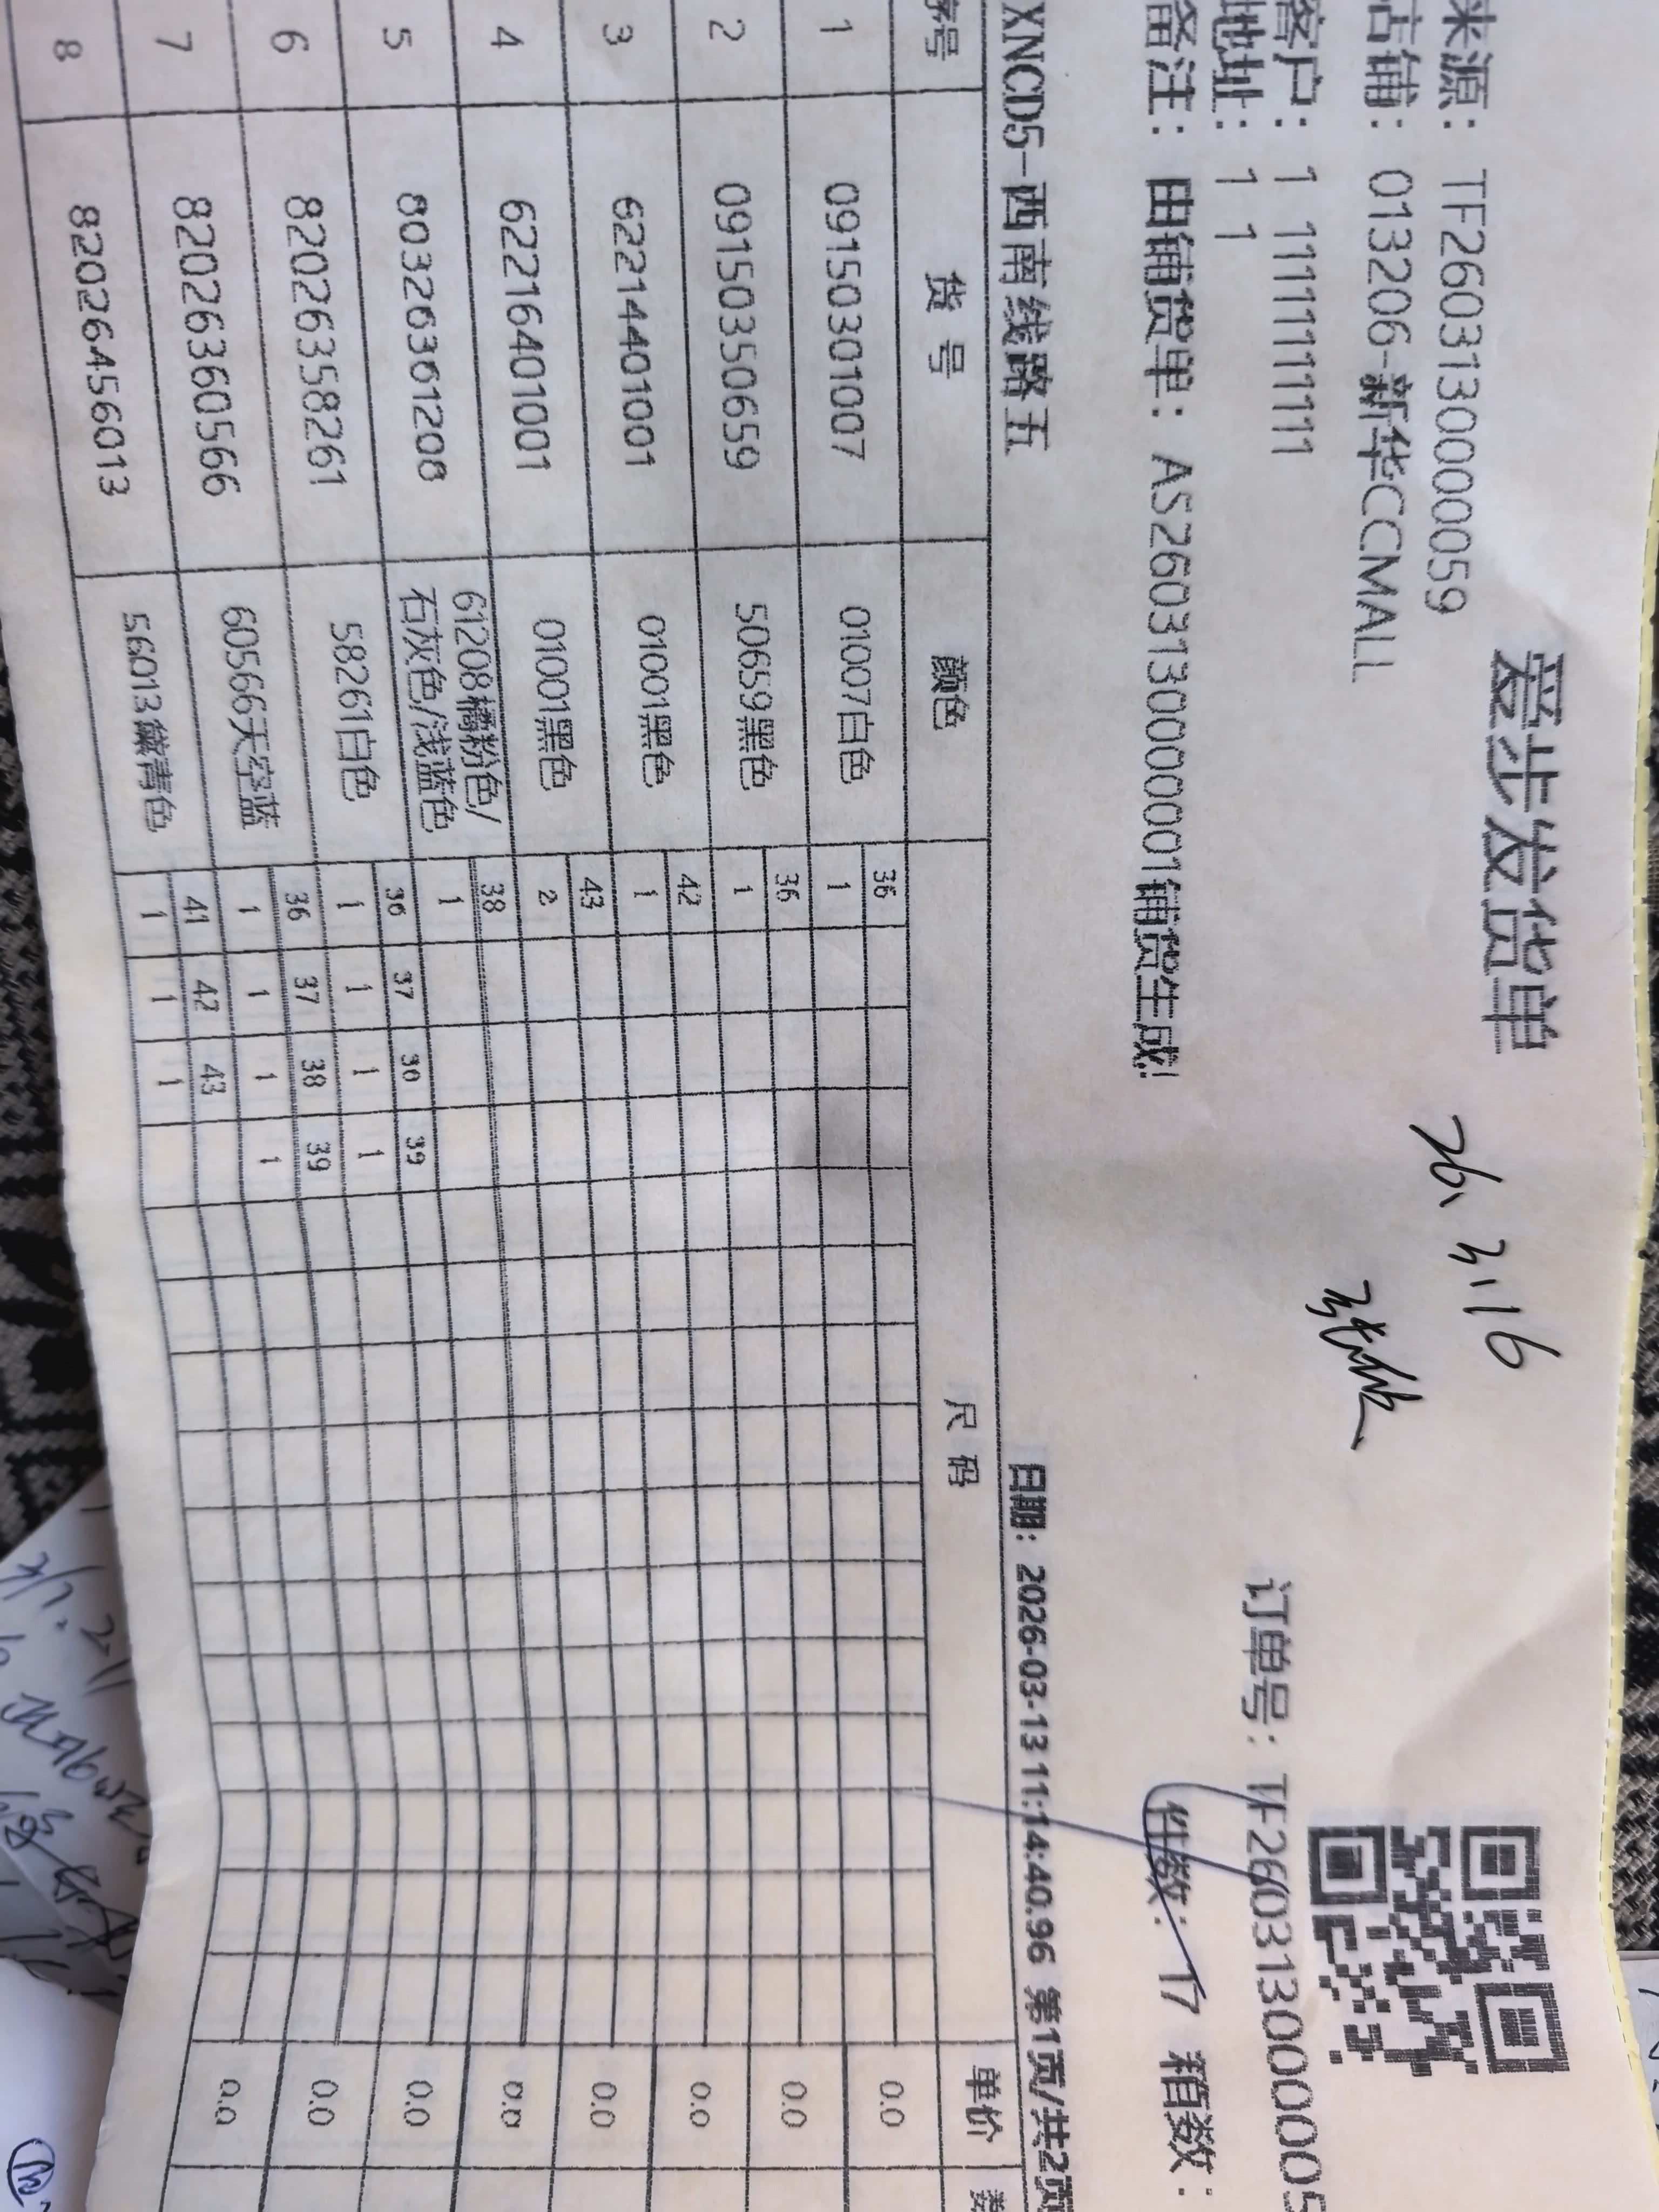 爱步发货单
26.3.16
来源：TF26031300000059
店铺：013206-新华CCMALL
客户：1 11111111111
订单号：TF2603130000005
地址：1 1
备注：由铺货单：AS26031300000001铺货生成!
件数：17 箱数：
XNCD5-西南线路五 日期：2026-03-13 11:14:40.96 第1页/共2页
序号 货号 颜色 尺码 单价 数
36
1 09150301007 01007白色 1 0.0
36
2 09150350659 50659黑色 1 0.0
42
3 62214401001 01001黑色 1 0.0
43
4 62216401001 01001黑色 2 0.0
38
5 80326361208 61208橘粉色/石灰色/浅蓝色 1 0.0
36 37 38 39
6 82026358261 58261白色 1 1 1 1 0.0
36 37 38 39
7 82026360566 60566天空蓝 1 1 1 1 0.0
41 42 43
8 82026456013 56013藏青色 1 1 1 0.0